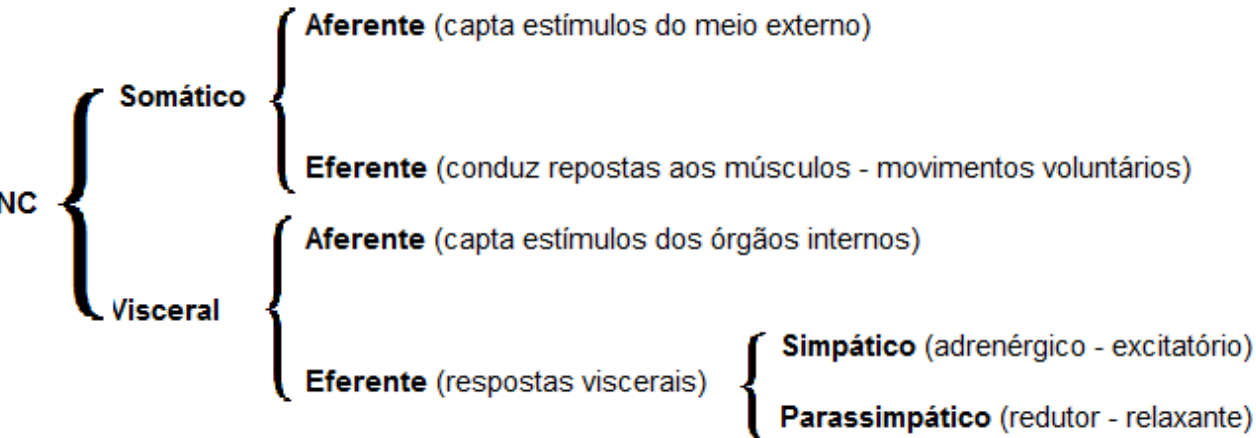 Aferente (capta estímulos do meio externo)
Somático
Eferente (conduz repostas aos músculos - movimentos voluntários)
NC
Aferente (capta estímulos dos órgãos internos)
Visceral
Simpático (adrenérgico - excitatório)
Eferente (respostas viscerais)
Parassimpático (redutor - relaxante)